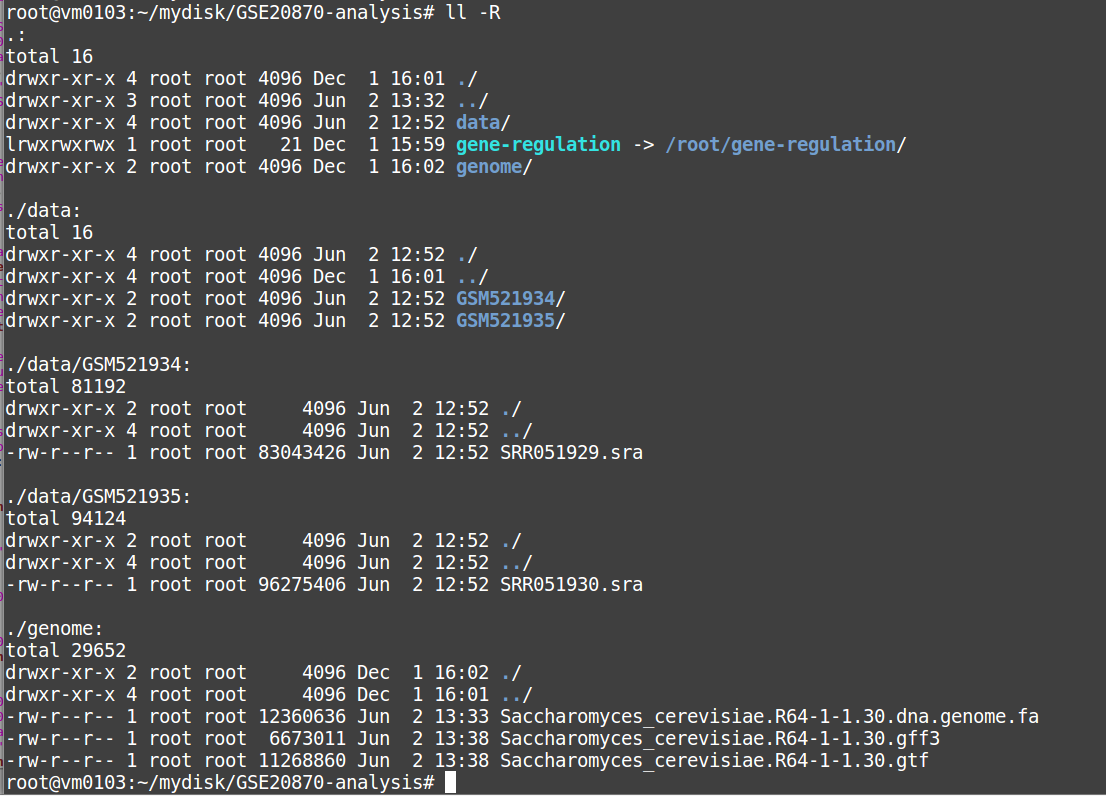 root@vm0103:~/mydisk/GSE20870-analysis# ll -R
.:
total 16
drwxr-xr-x 4 root root 4096 Dec  1 16:01 ./
drwxr-xr-x 3 root root 4096 Jun  2 13:32 ../
drwxr-xr-x 4 root root 4096 Jun  2 12:52 data/
lrwxrwxrwx 1 root root   21 Dec  1 15:59 gene-regulation -> /root/gene-regulation/
drwxr-xr-x 2 root root 4096 Dec  1 16:02 genome/

./data:
total 16
drwxr-xr-x 4 root root 4096 Jun  2 12:52 ./
drwxr-xr-x 4 root root 4096 Dec  1 16:01 ../
drwxr-xr-x 2 root root 4096 Jun  2 12:52 GSM521934/
drwxr-xr-x 2 root root 4096 Jun  2 12:52 GSM521935/

./data/GSM521934:
total 81192
drwxr-xr-x 2 root root     4096 Jun  2 12:52 ./
drwxr-xr-x 4 root root     4096 Jun  2 12:52 ../
-rw-r--r-- 1 root root 83043426 Jun  2 12:52 SRR051929.sra

./data/GSM521935:
total 94124
drwxr-xr-x 2 root root     4096 Jun  2 12:52 ./
drwxr-xr-x 4 root root     4096 Jun  2 12:52 ../
-rw-r--r-- 1 root root 96275406 Jun  2 12:52 SRR051930.sra

./genome:
total 29652
drwxr-xr-x 2 root root     4096 Dec  1 16:02 ./
drwxr-xr-x 4 root root     4096 Dec  1 16:01 ../
-rw-r--r-- 1 root root 12360636 Jun  2 13:33 Saccharomyces_cerevisiae.R64-1-1.30.dna.genome.fa
-rw-r--r-- 1 root root  6673011 Jun  2 13:38 Saccharomyces_cerevisiae.R64-1-1.30.gff3
-rw-r--r-- 1 root root 11268860 Jun  2 13:38 Saccharomyces_cerevisiae.R64-1-1.30.gtf
root@vm0103:~/mydisk/GSE20870-analysis#